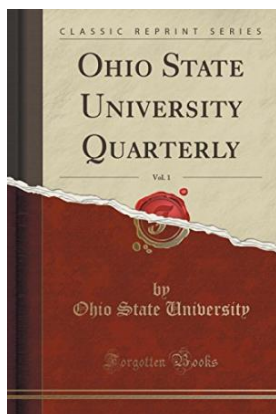 CLASSIC REPRINT SERIES
OHIO STATE
UNIVERSITY
QUARTERLY
Vol. 1
by
Ohio State University
Forgotten Books